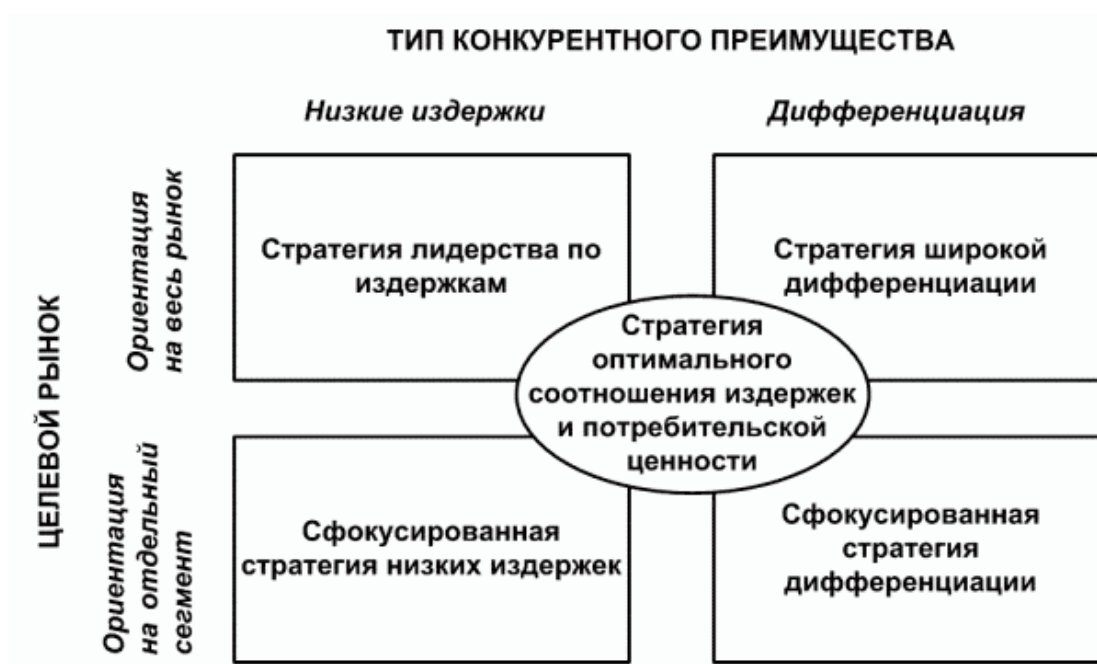 ТИП КОНКУРЕНТНОГО ПРЕИМУЩЕСТВА
Низкие издержки
Дифференциация
ЦЕЛЕВОЙ РЫНОК
Ориентация
на весь рынок
Стратегия лидерства по
издержкам
Стратегия широкой
дифференциации
Стратегия
оптимального
соотношения издержек
и потребительской
ценности
Ориентация
на отдельный
сегмент
Сфокусированная
стратегия низких издержек
Сфокусированная
стратегия
дифференциации